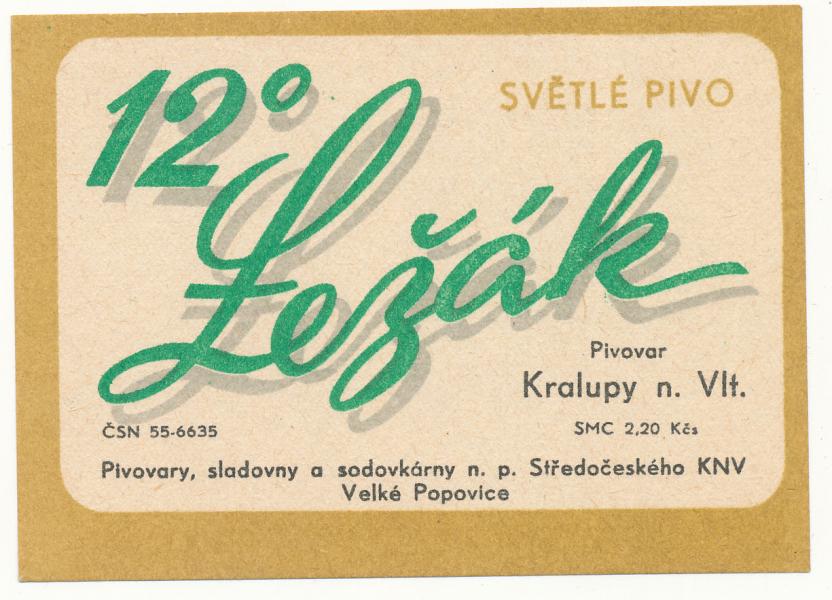 12°
SVĚTLÉ PIVO
Ležák
Pivovar
Kralupy n. Vlt.
ČSN 55-6635
SMC 2,20 Kčs
Pivovary, sladovny a sodovkárny n. p. Středočeského KNV
Velké Popovice